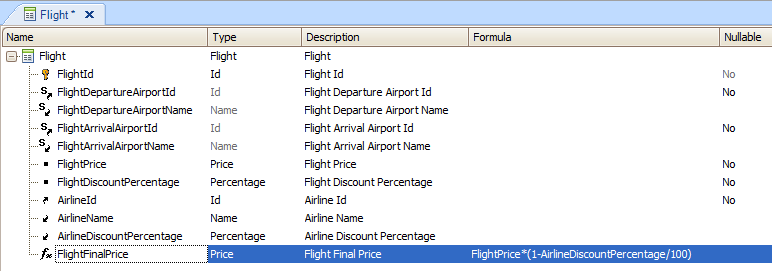 Flight *
Name Type Description Formula Nullable
Flight Flight Flight
FlightId Id Flight Id No
S FlightDepartureAirportId Id Flight Departure Airport Id No
S FlightDepartureAirportName Name Flight Departure Airport Name
S FlightArrivalAirportId Id Flight Arrival Airport Id No
S FlightArrivalAirportName Name Flight Arrival Airport Name
FlightPrice Price Flight Price No
FlightDiscountPercentage Percentage Flight Discount Percentage No
AirlineId Id Airline Id No
AirlineName Name Airline Name
AirlineDiscountPercentage Percentage Airline Discount Percentage
fx FlightFinalPrice Price Flight Final Price FlightPrice*(1-AirlineDiscountPercentage/100)